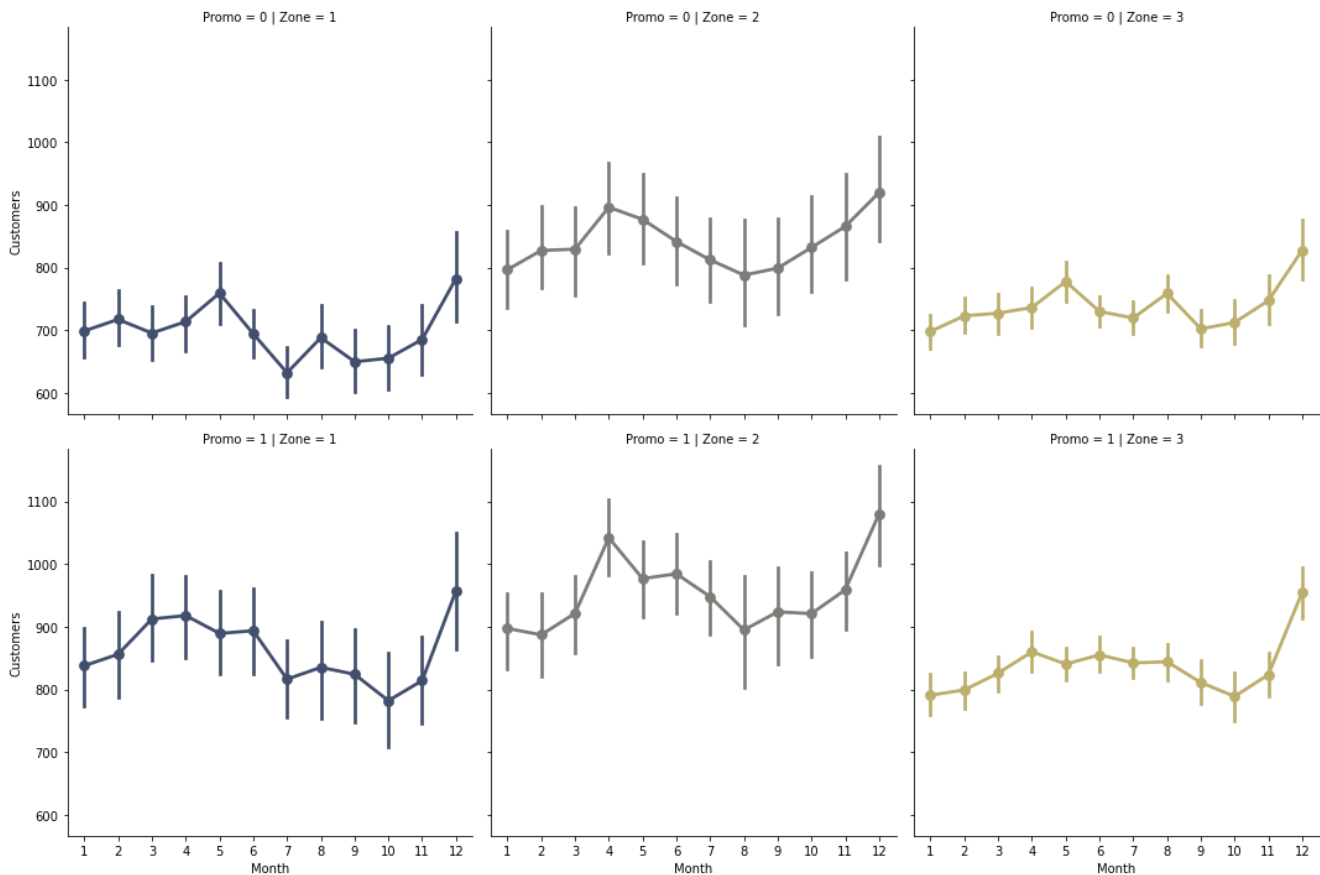 Promo = 0 | Zone = 1
Promo = 0 | Zone = 2
Promo = 0 | Zone = 3
1100
1000
900
800
700
600
Customers
Promo = 1 | Zone = 1
Promo = 1 | Zone = 2
Promo = 1 | Zone = 3
1100
1000
900
800
700
600
Customers
1 2 3 4 5 6 7 8 9 10 11 12
1 2 3 4 5 6 7 8 9 10 11 12
1 2 3 4 5 6 7 8 9 10 11 12
Month
Month
Month